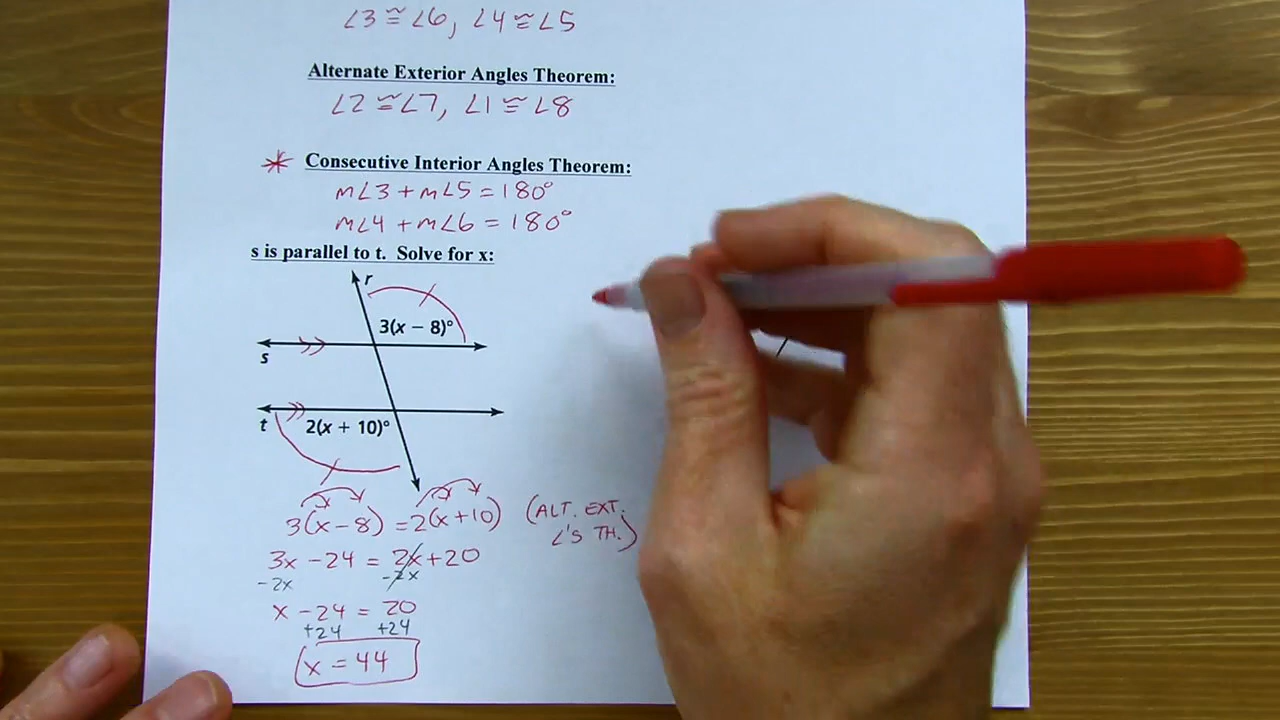 ∠3 ≅ ∠6, ∠4 ≅ ∠5
Alternate Exterior Angles Theorem:
∠2 ≅ ∠7, ∠1 ≅ ∠8
* Consecutive Interior Angles Theorem:
m∠3 + m∠5 = 180°
m∠4 + m∠6 = 180°
s is parallel to t. Solve for x:
r
3(x − 8)°
s
t
2(x + 10)°
3(x − 8) = 2(x + 10) (ALT. EXT.
∠'S TH.)
3x − 24 = 2x + 20
−2x −2x
x − 24 = 20
+24 +24
x = 44